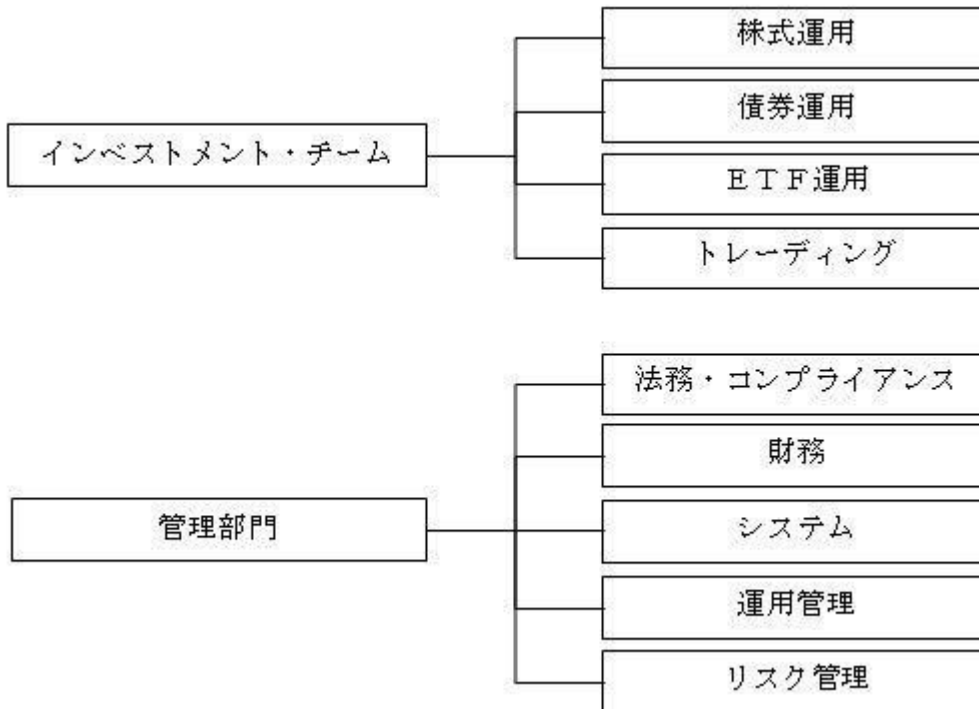 インベストメント・チーム
株式運用
債券運用
ＥＴＦ運用
トレーディング
管理部門
法務・コンプライアンス
財務
システム
運用管理
リスク管理